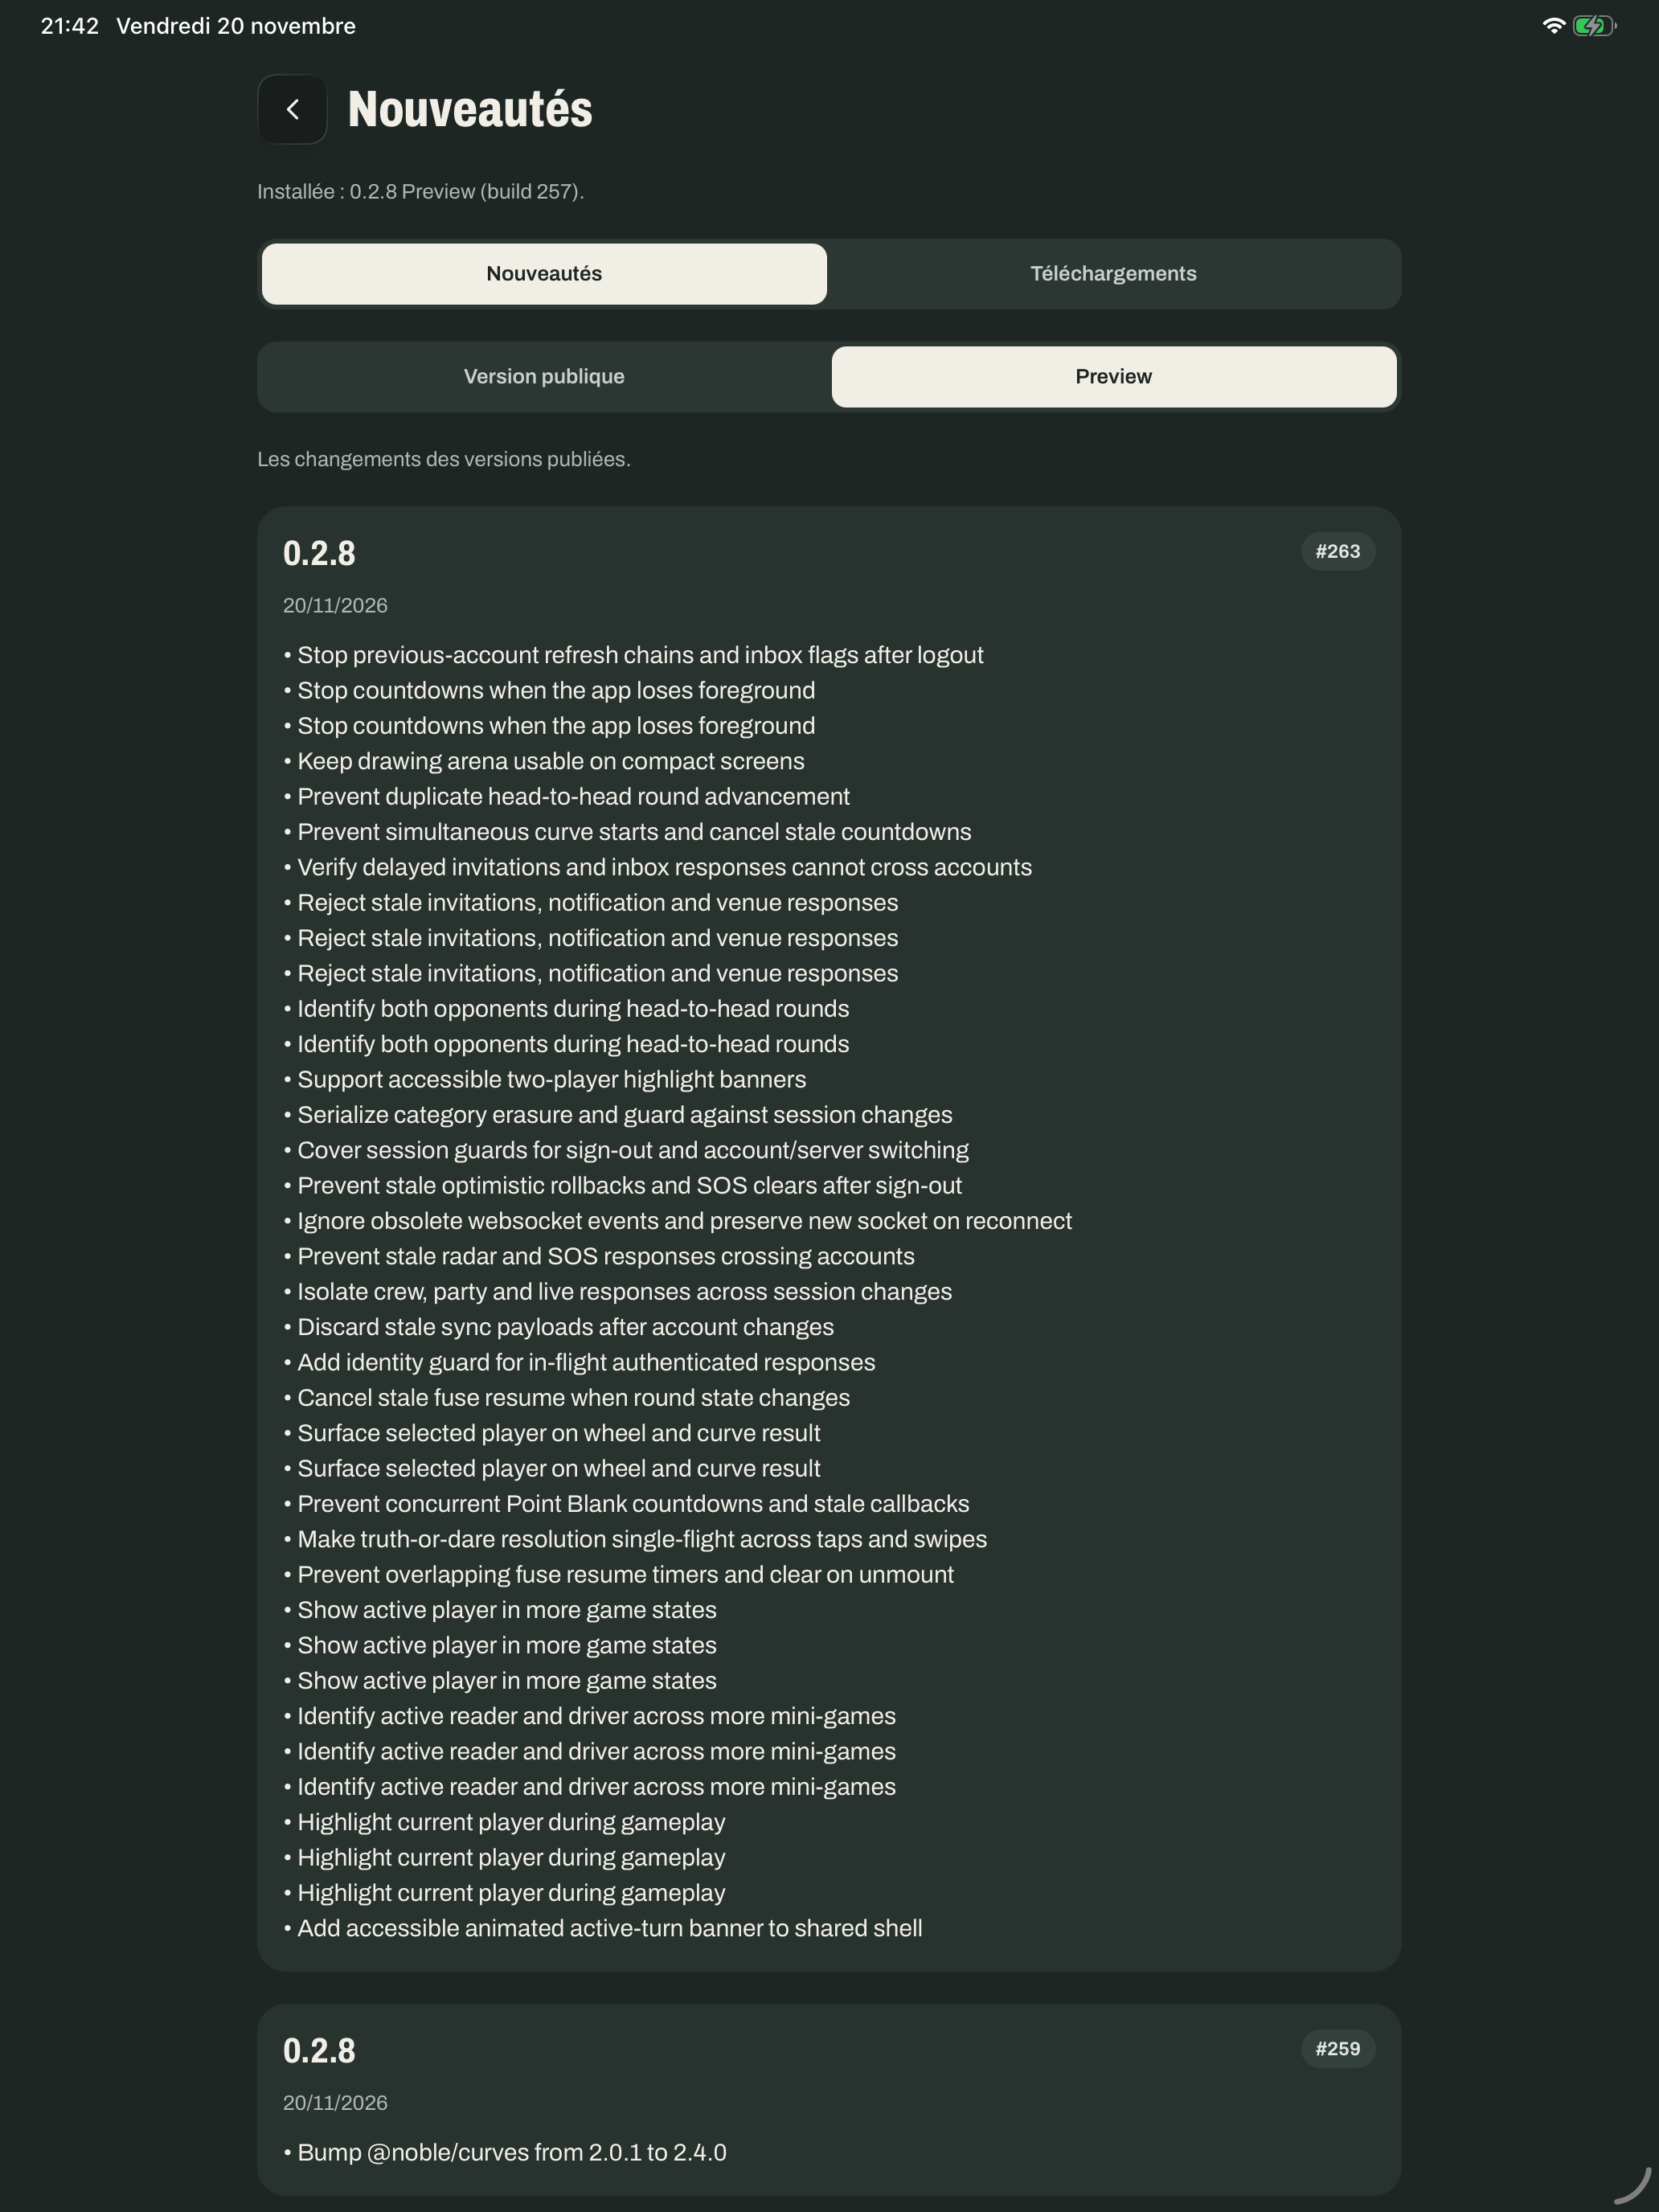 21:42 Vendredi 20 novembre
Nouveautés
Installée : 0.2.8 Preview (build 257).
Nouveautés
Téléchargements
Version publique
Preview
Les changements des versions publiées.
0.2.8
#263
20/11/2026
• Stop previous-account refresh chains and inbox flags after logout
• Stop countdowns when the app loses foreground
• Stop countdowns when the app loses foreground
• Keep drawing arena usable on compact screens
• Prevent duplicate head-to-head round advancement
• Prevent simultaneous curve starts and cancel stale countdowns
• Verify delayed invitations and inbox responses cannot cross accounts
• Reject stale invitations, notification and venue responses
• Reject stale invitations, notification and venue responses
• Reject stale invitations, notification and venue responses
• Identify both opponents during head-to-head rounds
• Identify both opponents during head-to-head rounds
• Support accessible two-player highlight banners
• Serialize category erasure and guard against session changes
• Cover session guards for sign-out and account/server switching
• Prevent stale optimistic rollbacks and SOS clears after sign-out
• Ignore obsolete websocket events and preserve new socket on reconnect
• Prevent stale radar and SOS responses crossing accounts
• Isolate crew, party and live responses across session changes
• Discard stale sync payloads after account changes
• Add identity guard for in-flight authenticated responses
• Cancel stale fuse resume when round state changes
• Surface selected player on wheel and curve result
• Surface selected player on wheel and curve result
• Prevent concurrent Point Blank countdowns and stale callbacks
• Make truth-or-dare resolution single-flight across taps and swipes
• Prevent overlapping fuse resume timers and clear on unmount
• Show active player in more game states
• Show active player in more game states
• Show active player in more game states
• Identify active reader and driver across more mini-games
• Identify active reader and driver across more mini-games
• Identify active reader and driver across more mini-games
• Highlight current player during gameplay
• Highlight current player during gameplay
• Highlight current player during gameplay
• Add accessible animated active-turn banner to shared shell
0.2.8
#259
20/11/2026
• Bump @noble/curves from 2.0.1 to 2.4.0